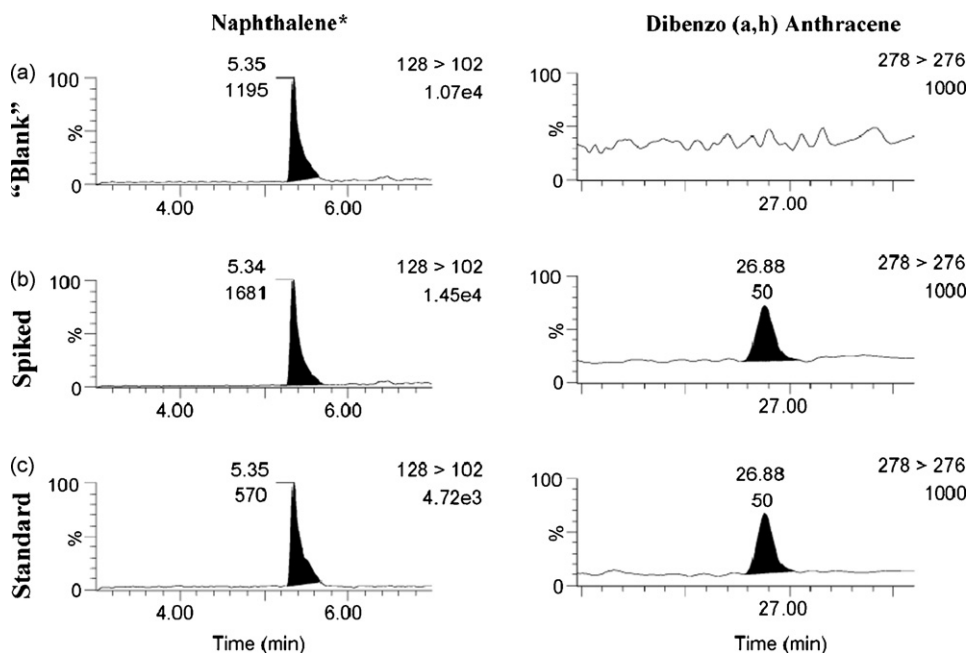 Naphthalene*
Dibenzo (a,h) Anthracene
(a)
"Blank"
5.35
1195
128 > 102
1.07e4
100
%
0
4.00
6.00
278 > 276
1000
100
%
0
27.00
(b)
Spiked
5.34
1681
128 > 102
1.45e4
100
%
0
4.00
6.00
26.88
50
278 > 276
1000
100
%
0
27.00
(c)
Standard
5.35
570
128 > 102
4.72e3
100
%
0
4.00
6.00
Time (min)
26.88
50
278 > 276
1000
100
%
0
27.00
Time (min)